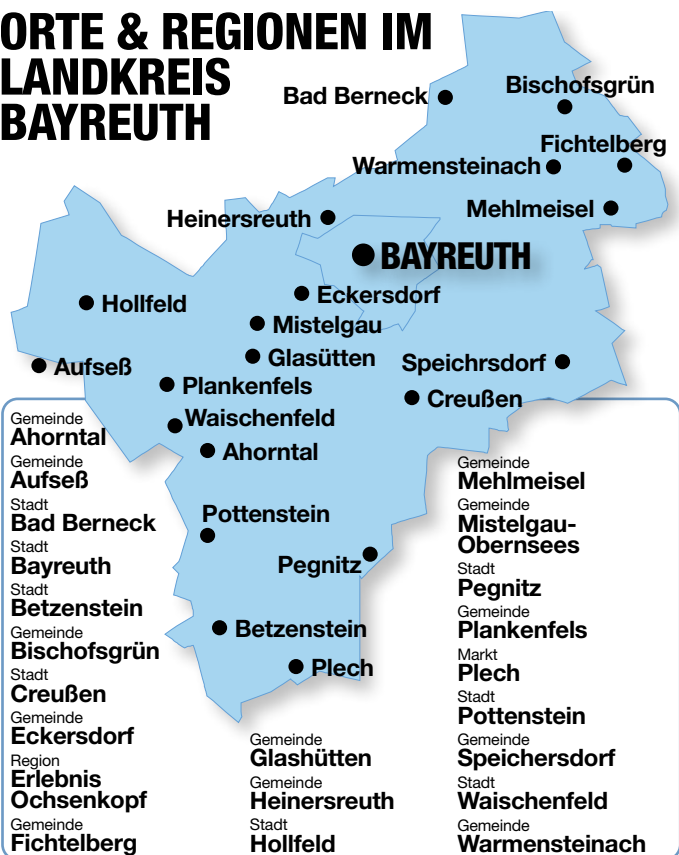 ORTE & REGIONEN IM
LANDKREIS
BAYREUTH
Bad Berneck
Bischofsgrün
Fichtelberg
Warmensteinach
Mehlmeisel
Heinersreuth
BAYREUTH
Eckersdorf
Hollfeld
Mistelgau
Glasütten
Speichrsdorf
Aufseß
Plankenfels
Creußen
Waischenfeld
Ahorntal
Pottenstein
Pegnitz
Betzenstein
Plech
Gemeinde
Ahorntal
Gemeinde
Aufseß
Stadt
Bad Berneck
Stadt
Bayreuth
Stadt
Betzenstein
Gemeinde
Bischofsgrün
Stadt
Creußen
Gemeinde
Eckersdorf
Region
Erlebnis
Ochsenkopf
Gemeinde
Fichtelberg
Gemeinde
Glashütten
Gemeinde
Heinersreuth
Stadt
Hollfeld
Gemeinde
Mehlmeisel
Gemeinde
Mistelgau-
Obernsees
Stadt
Pegnitz
Gemeinde
Plankenfels
Markt
Plech
Stadt
Pottenstein
Gemeinde
Speichersdorf
Stadt
Waischenfeld
Gemeinde
Warmensteinach